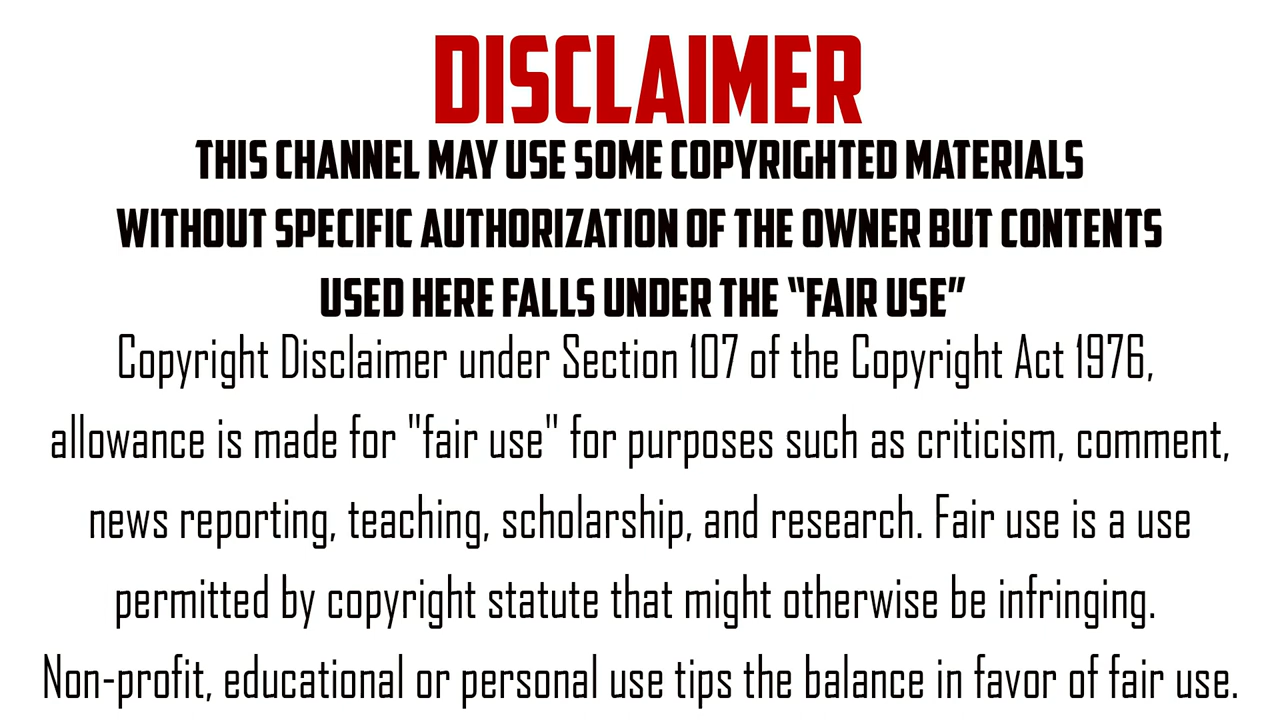 DISCLAIMER
THIS CHANNEL MAY USE SOME COPYRIGHTED MATERIALS
WITHOUT SPECIFIC AUTHORIZATION OF THE OWNER BUT CONTENTS
USED HERE FALLS UNDER THE “FAIR USE”
Copyright Disclaimer under Section 107 of the Copyright Act 1976,
allowance is made for "fair use" for purposes such as criticism, comment,
news reporting, teaching, scholarship, and research. Fair use is a use
permitted by copyright statute that might otherwise be infringing.
Non-profit, educational or personal use tips the balance in favor of fair use.